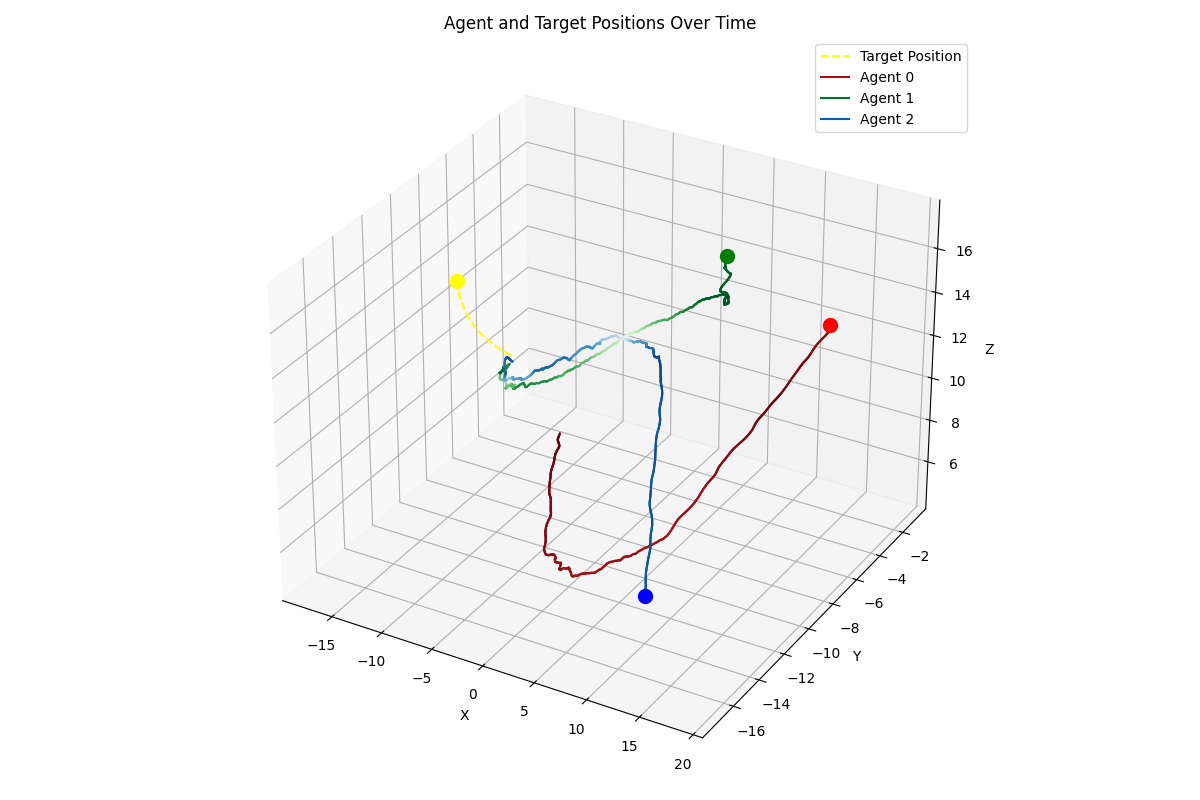 Agent and Target Positions Over Time
Target Position
Agent 0
Agent 1
Agent 2
16
14
12
Z
10
8
6
−2
−4
−6
−8
−10
Y
−12
−14
−16
−15
−10
−5
0
X
5
10
15
20